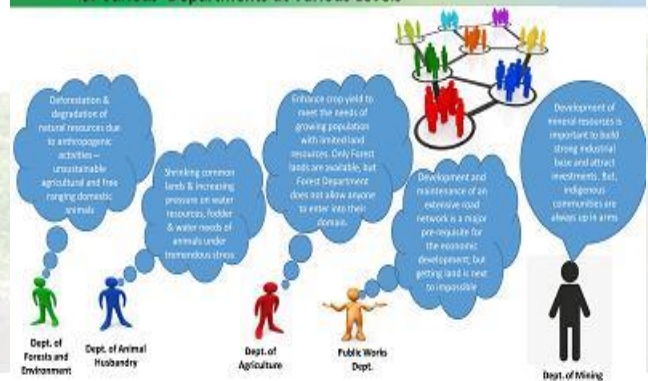 of various Departments at various levels
Deforestation &
degradation of
natural resources due
to anthropogenic
activities –
unsustainable
agricultural and free
ranging domestic
animals
Shrinking common
lands & increasing
pressure on water
resources, fodder
& water needs of
animals under
tremendous stress
Enhance crop yield to
meet the needs of
growing population
with limited land
resources. Only Forest
lands are available, but
Forest Department
does not allow anyone
to enter into their
domain.
Development and
maintenance of an
extensive road
network is a major
pre-requisite for
the economic
development; but
getting land is next
to impossible
Development of
mineral resources is
important to build
strong industrial
base and attract
investments. But,
indigenous
communities are
always up in arms
Dept. of
Forests and
Environment
Dept. of Animal
Husbandry
Dept. of
Agriculture
Public Works
Dept.
Dept. of Mining